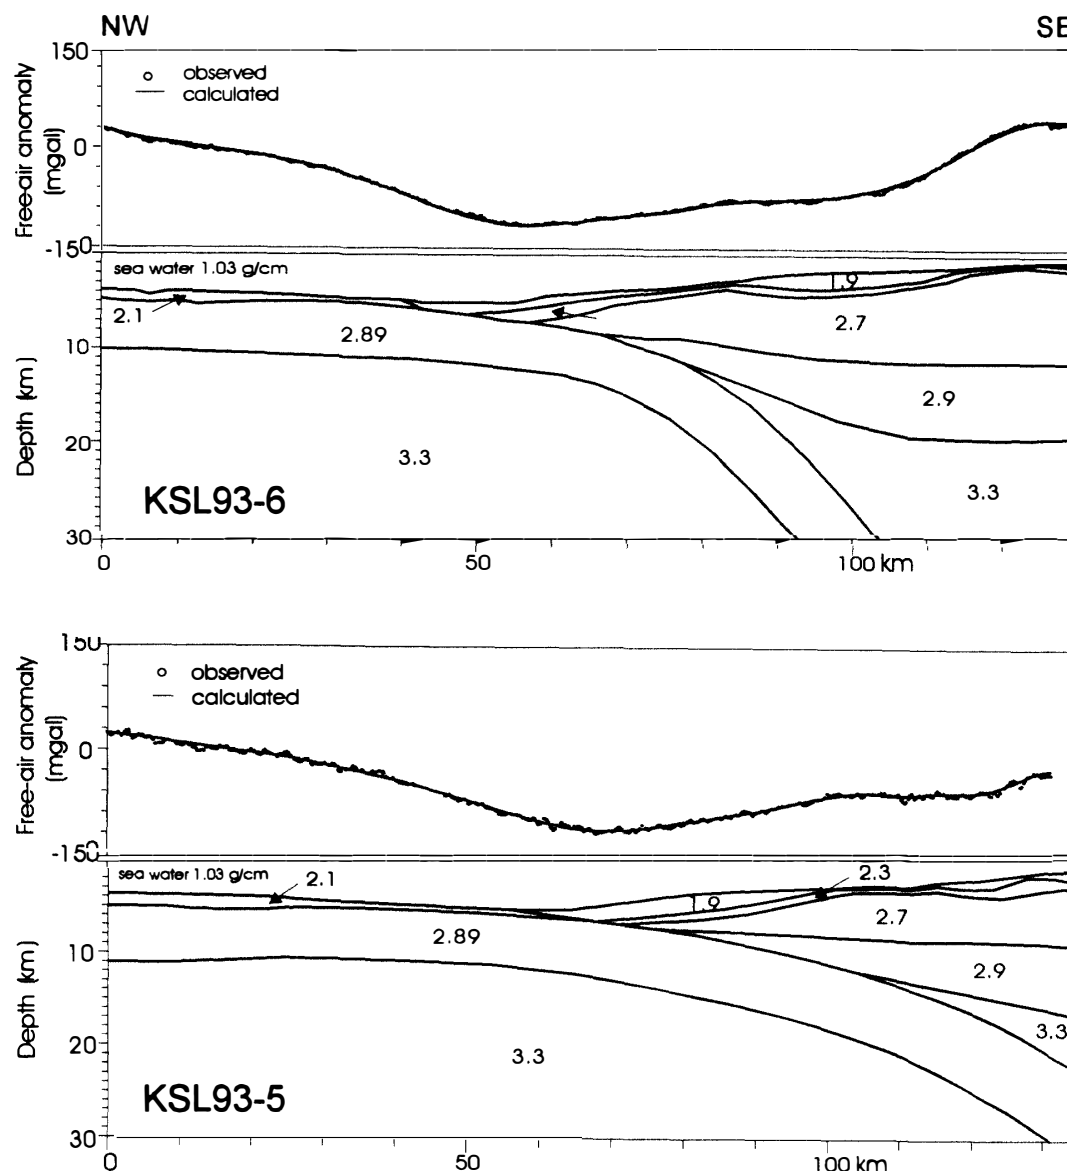 NW SE
150
observed
calculated
0
-150
Free-air anomaly
(mgal)
sea water 1.03 g/cm
1.9
2.1
2.7
2.89
10
2.9
20
3.3
3.3
KSL93-6
30
Depth (km)
0 50 100 km
150
observed
calculated
0
-150
Free-air anomaly
(mgal)
sea water 1.03 g/cm
2.1
2.3
1.9
2.7
2.89
10
2.9
3.3
20
3.3
KSL93-5
30
Depth (km)
0 50 100 km